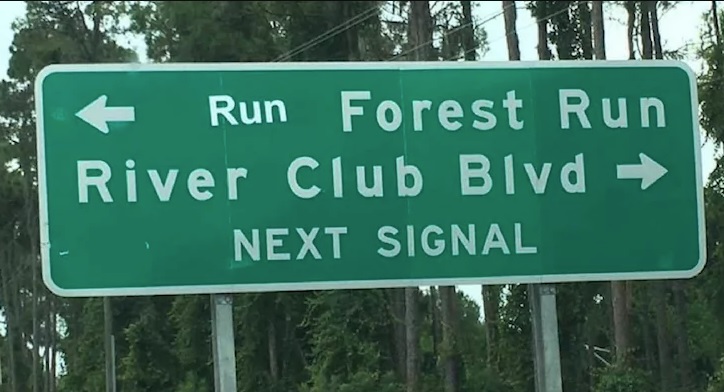 Run Forest Run
River Club Blvd
NEXT SIGNAL